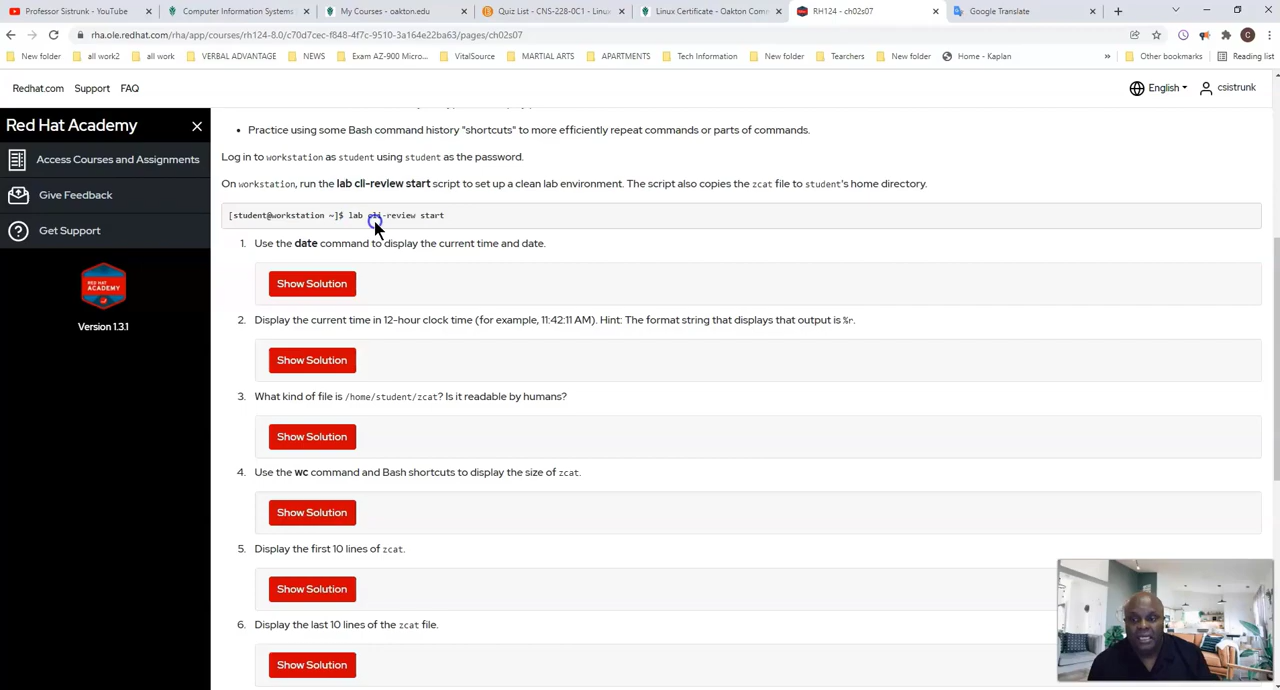 Professor Sistrunk - YouTube
Computer Information Systems
My Courses - oakton.edu
Quiz List - CNS-228-0C1 - Linux
Linux Certificate - Oakton Comm
RH124 - ch02s07
Google Translate
rha.ole.redhat.com/rha/app/courses/rh124-8.0/c70d7cec-f848-4f7c-9510-3a164e22ba63/pages/ch02s07
New folder
all work2
all work
VERBAL ADVANTAGE
NEWS
Exam AZ-900 Micro...
VitalSource
MARTIAL ARTS
APARTMENTS
Tech Information
New folder
Tearchers
New folder
Home - Kaplan
»
Other bookmarks
Reading list
Redhat.com Support FAQ
English
csistrunk
Red Hat Academy
Access Courses and Assignments
Give Feedback
Get Support
RED HAT
ACADEMY
Version 1.3.1
• Practice using some Bash command history "shortcuts" to more efficiently repeat commands or parts of commands.
Log in to workstation as student using student as the password.
On workstation, run the lab cli-review start script to set up a clean lab environment. The script also copies the zcat file to student's home directory.
[student@workstation ~]$ lab cli-review start
1. Use the date command to display the current time and date.
Show Solution
2. Display the current time in 12-hour clock time (for example, 11:42:11 AM). Hint: The format string that displays that output is %r.
Show Solution
3. What kind of file is /home/student/zcat? Is it readable by humans?
Show Solution
4. Use the wc command and Bash shortcuts to display the size of zcat.
Show Solution
5. Display the first 10 lines of zcat.
Show Solution
6. Display the last 10 lines of the zcat file.
Show Solution